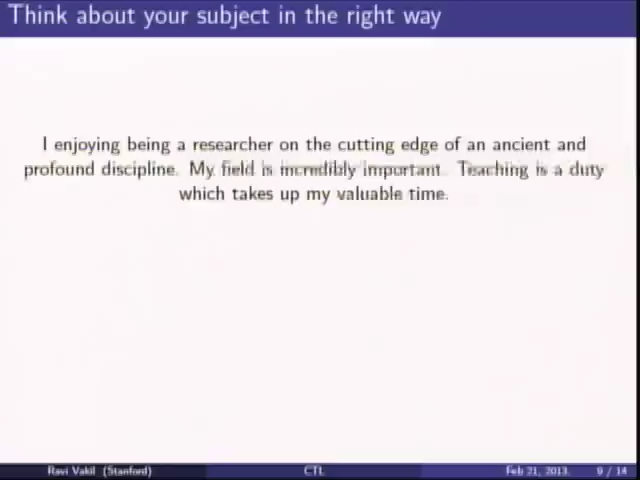 Think about your subject in the right way
I enjoying being a researcher on the cutting edge of an ancient and
profound discipline. My field is incredibly important. Teaching is a duty
which takes up my valuable time.
Ravi Vakil (Stanford) CTL Feb 21, 2013. 9 / 14